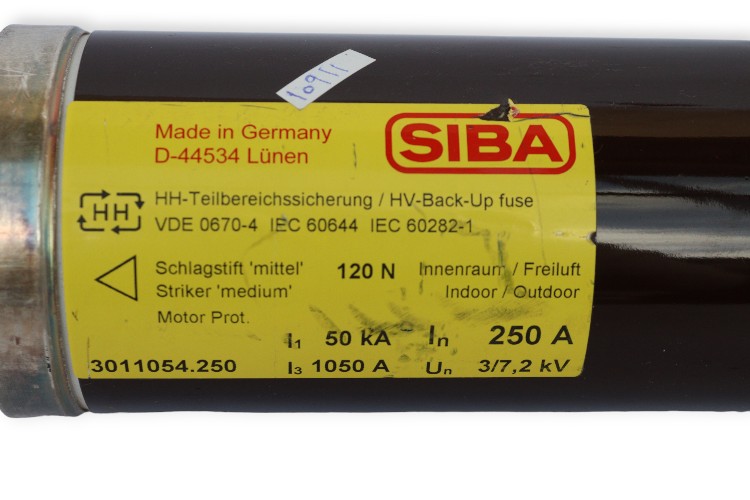 10911
Made in Germany
D-44534 Lünen
SIBA
HH
HH-Teilbereichssicherung / HV-Back-Up fuse
VDE 0670-4 IEC 60644 IEC 60282-1
Schlagstift 'mittel' 120 N Innenraum / Freiluft
Striker 'medium' Indoor / Outdoor
Motor Prot.
I1 50 kA In 250 A
3011054.250 I3 1050 A Un 3/7,2 kV